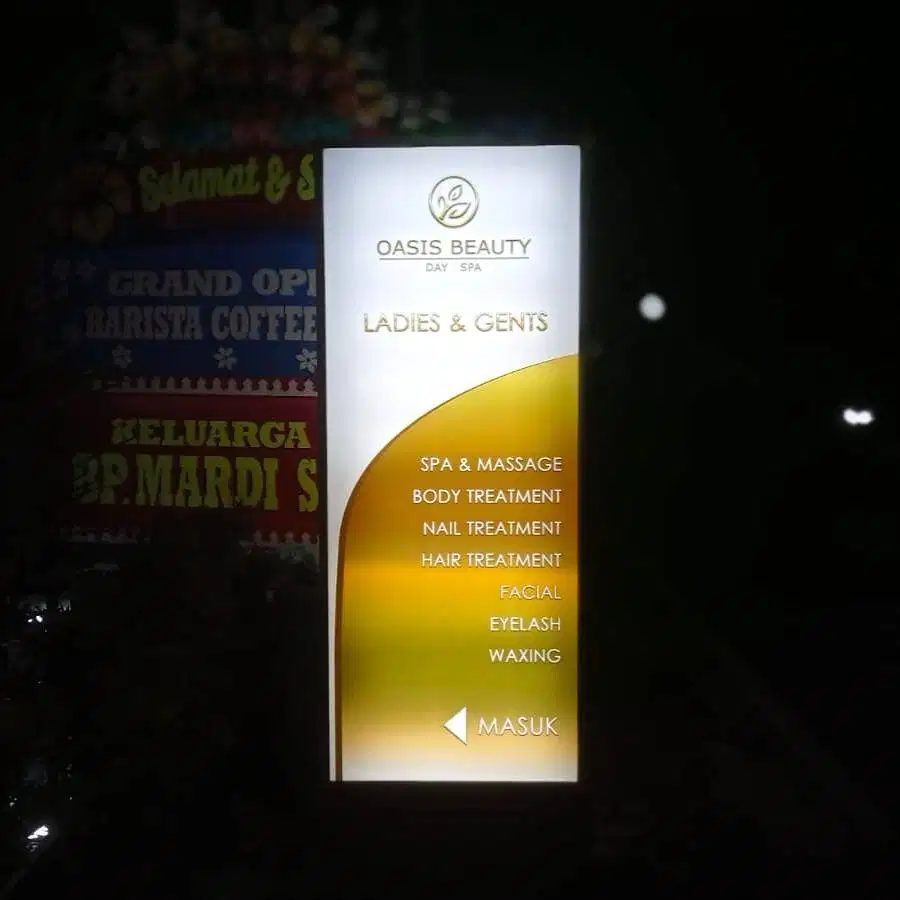 Selamat &
GRAND
BARISTA COFFEE
KELUARGA
BP. MARDI S
OASIS BEAUTY
DAY SPA
LADIES & GENTS
SPA & MASSAGE
BODY TREATMENT
NAIL TREATMENT
HAIR TREATMENT
FACIAL
EYELASH
WAXING
MASUK